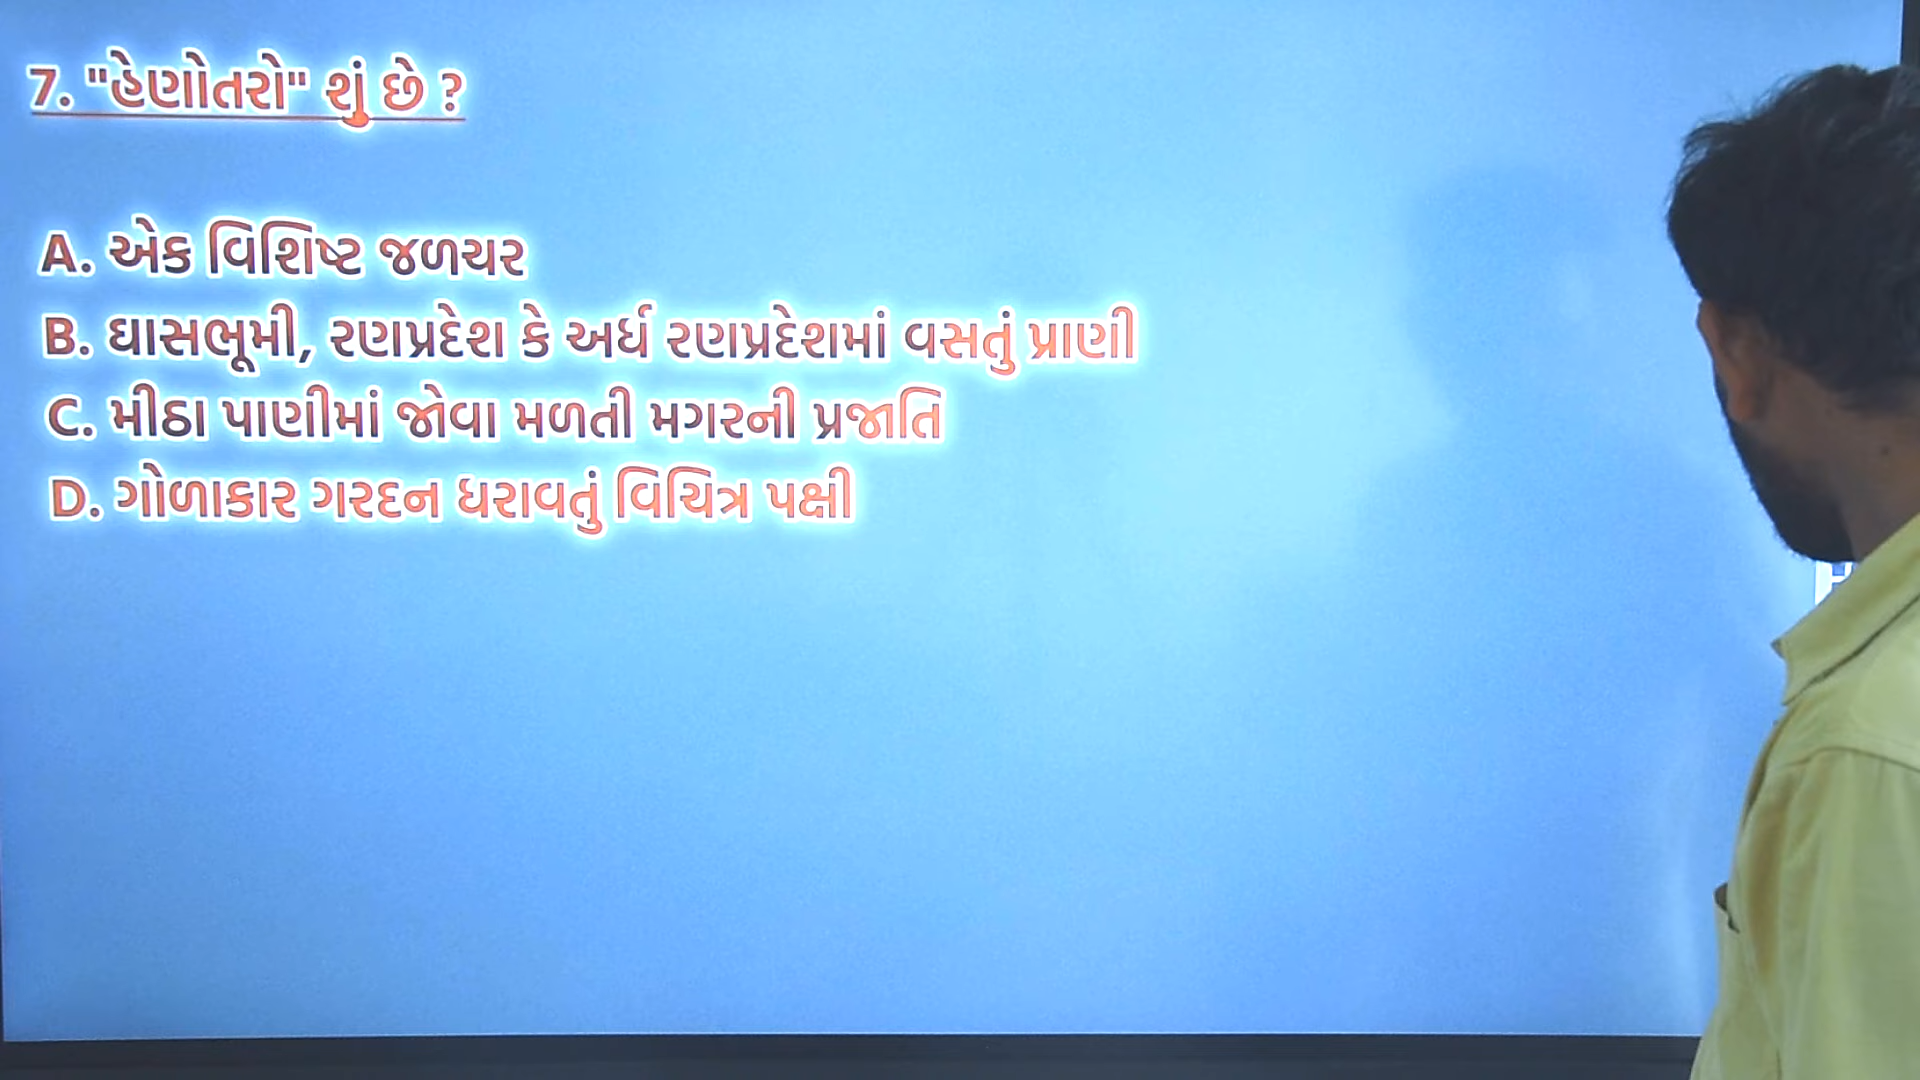 7. "હેણોતરો" શું છે ?
A. એક વિશિષ્ટ જળચર
B. ઘાસભૂમી, રણપ્રદેશ કે અર્ધ રણપ્રદેશમાં વસતું પ્રાણી
C. મીઠા પાણીમાં જોવા મળતી મગરની પ્રજાતિ
D. ગોળાકાર ગરદન ધરાવતું વિચિત્ર પક્ષી